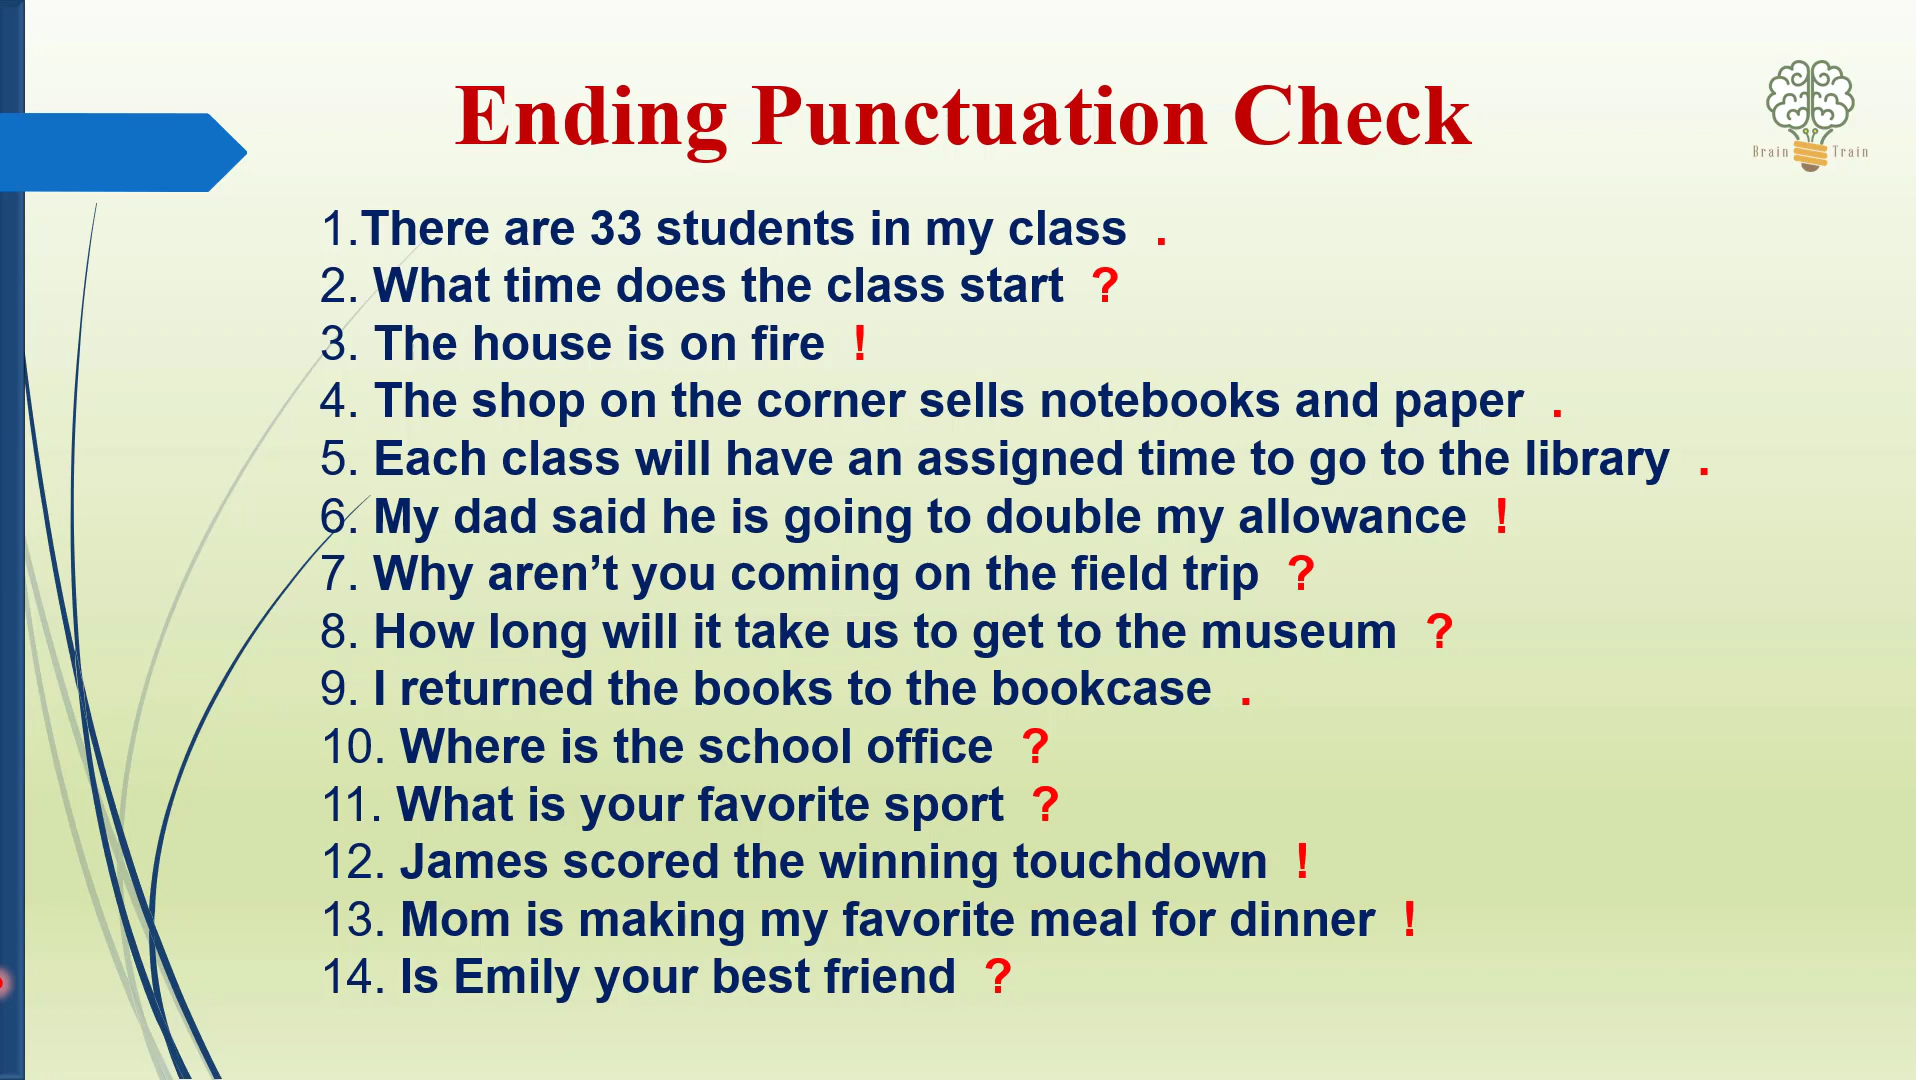 Ending Punctuation Check
Brain Train
1.There are 33 students in my class .
2. What time does the class start ?
3. The house is on fire !
4. The shop on the corner sells notebooks and paper .
5. Each class will have an assigned time to go to the library .
6. My dad said he is going to double my allowance !
7. Why aren’t you coming on the field trip ?
8. How long will it take us to get to the museum ?
9. I returned the books to the bookcase .
10. Where is the school office ?
11. What is your favorite sport ?
12. James scored the winning touchdown !
13. Mom is making my favorite meal for dinner !
14. Is Emily your best friend ?